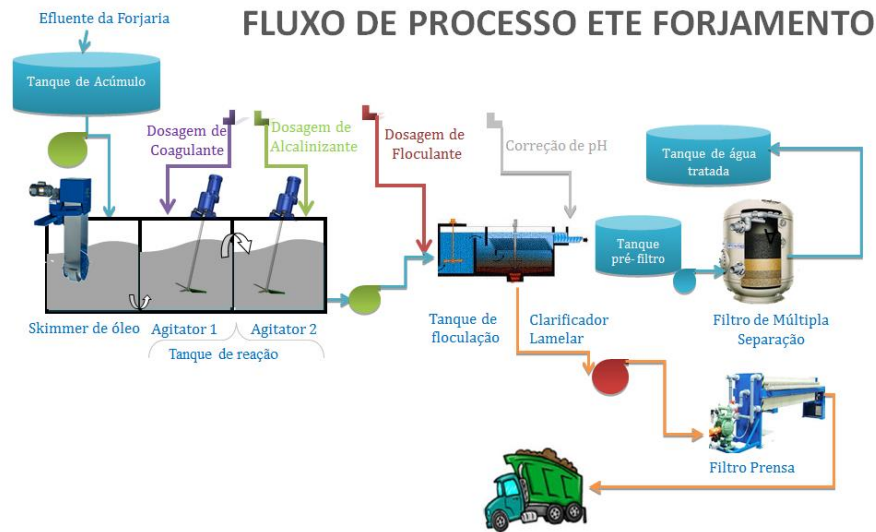 FLUXO DE PROCESSO ETE FORJAMENTO
Efluente da Forjaria
Tanque de Acúmulo
Dosagem de
Coagulante
Dosagem de
Alcalinizante
Dosagem de
Floculante
Correção de pH
Tanque de água
tratada
Tanque
pré-filtro
Skimmer de óleo
Agitator 1
Agitator 2
Tanque de reação
Tanque de
floculação
Clarificador
Lamelar
Filtro de Múltipla
Separação
Filtro Prensa